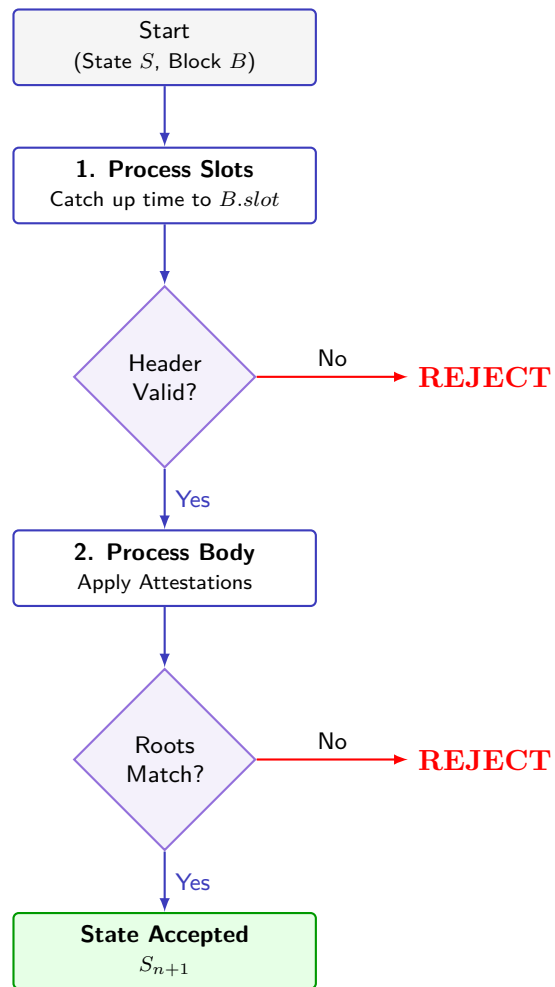 Start
(State S, Block B)
1. Process Slots
Catch up time to B.slot
Header
Valid?
No
REJECT
Yes
2. Process Body
Apply Attestations
Roots
Match?
No
REJECT
Yes
State Accepted
Sₙ₊₁